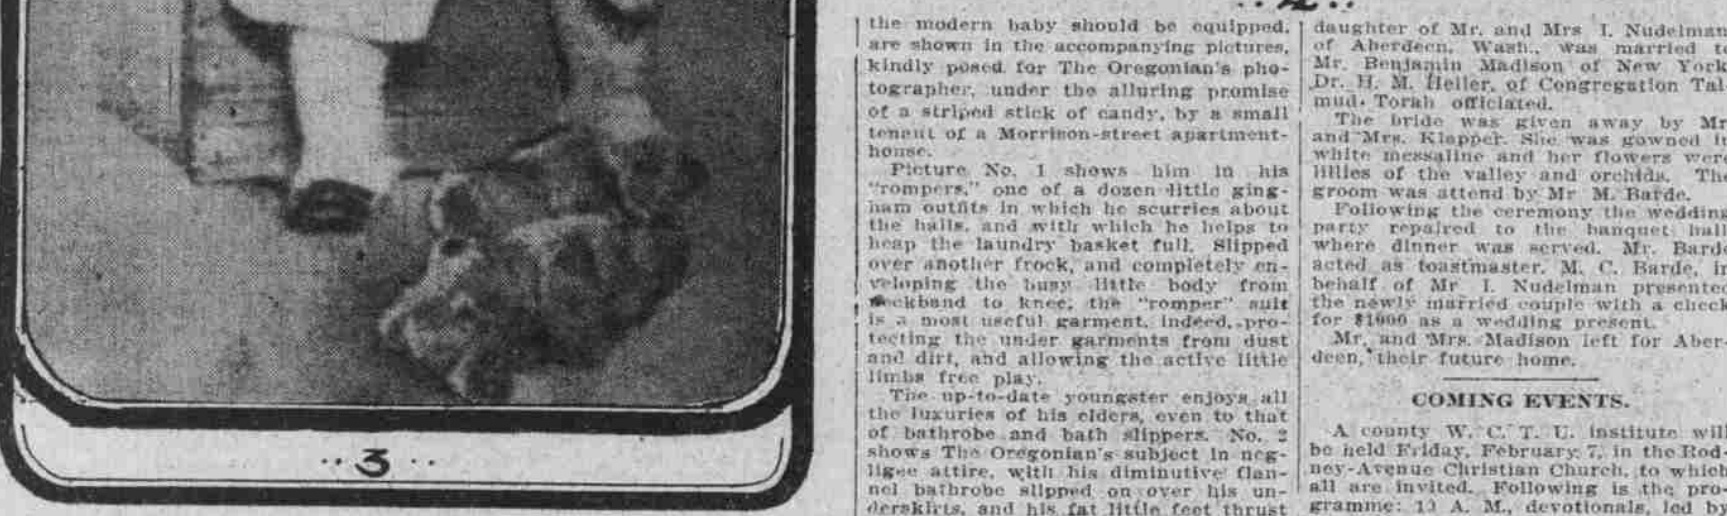 ..3..
the modern baby should be equipped,
are shown in the accompanying pictures,
kindly posed for The Oregonian's pho-
tographer, under the alluring promise
of a striped stick of candy, by a small
tenent of a Morrison-street apartment-
house.
Picture No. 1 shows him in his
"rompers," one of a dozen little ging-
ham outfits in which he scurries about
the halls, and with which he helps to
heap the laundry basket full. Slipped
over another frock, and completely en-
veloping the busy little body from
neckband to knee, the "romper" suit
is a most useful garment, indeed, pro-
tecting the under garments from dust
and dirt, and allowing the active little
limbs free play.
The up-to-date youngster enjoys all
the luxuries of his elders, even to that
of bathrobe and bath slippers. No. 2
shows The Oregonian's subject in neg-
ligee attire, with his diminutive flan-
nel bathrobe slipped on over his un-
derskirts, and his fat little feet thrust
daughter of Mr. and Mrs I. Nudelman
of Aberdeen, Wash., was married to
Mr. Benjamin Madison of New York
Dr. H. M. Heller, of Congregation Tal-
mud Torah officiated.
The bride was given away by Mr
and Mrs. Klapper. She was gowned in
white messaline and her flowers were
lillies of the valley and orchids. The
groom was attend by Mr M. Barde.
Following the ceremony the wedding
party repaired to the banquet hall
where dinner was served. Mr. Barde
acted as toastmaster. M. C. Barde, in
behalf of Mr I. Nudelman presented
the newly married couple with a check
for $1000 as a wedding present.
Mr. and Mrs. Madison left for Aber-
deen, their future home.
COMING EVENTS.
A county W. C. T. U. institute will
be held Friday, February 7, in the Rod-
ney-Avenue Christian Church, to which
all are invited. Following is the pro-
gramme: 10 A. M., devotionals, led by